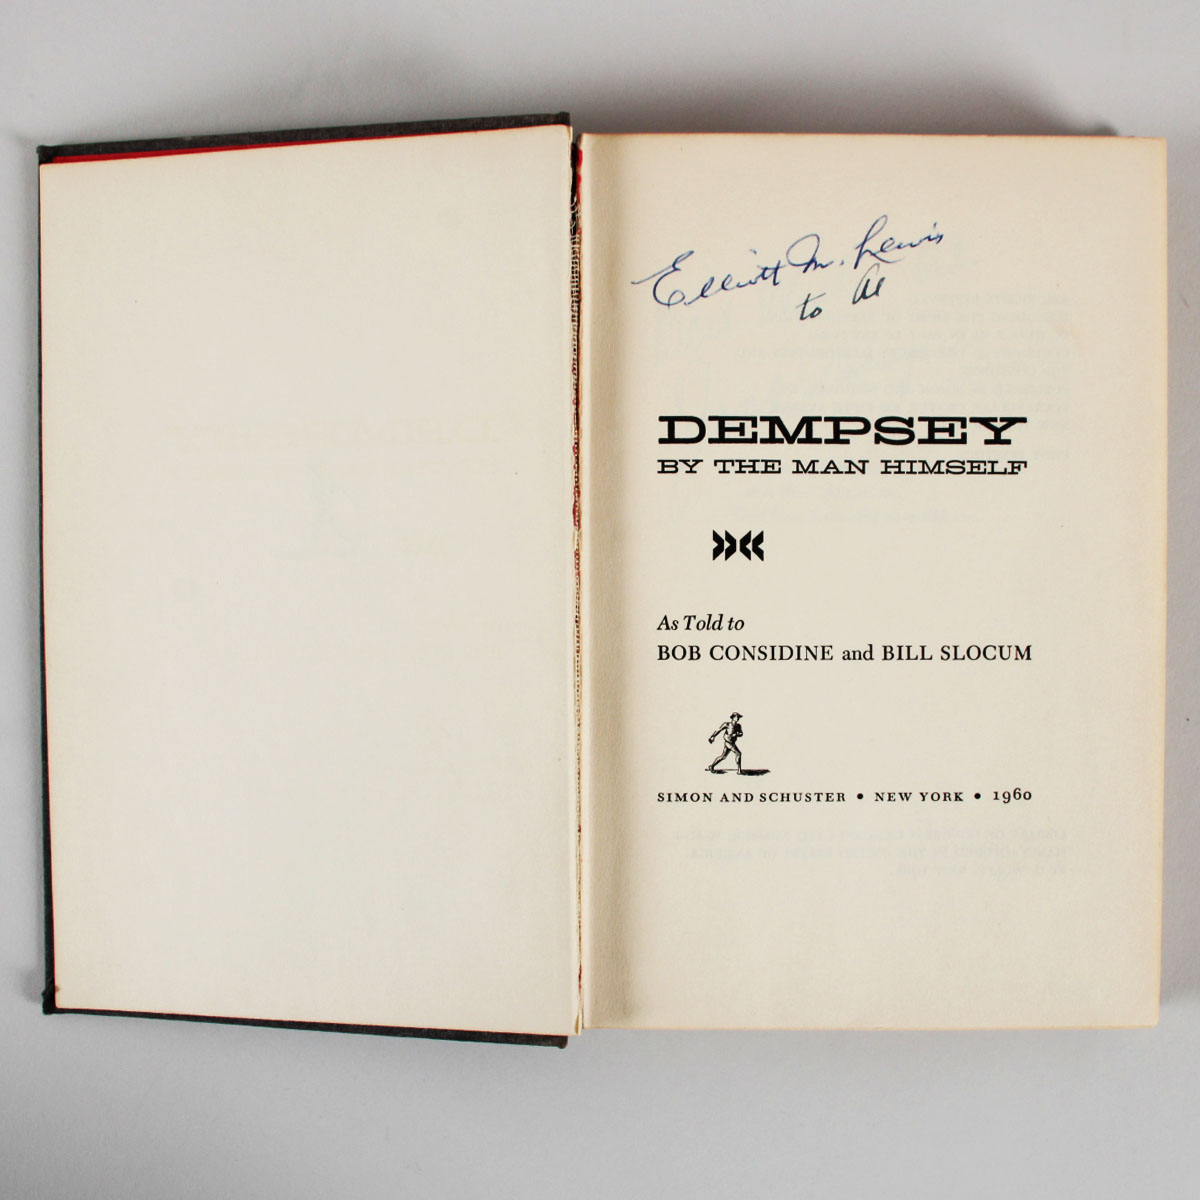 Elliott M. Lewis
to Al
DEMPSEY
BY THE MAN HIMSELF
As Told to
BOB CONSIDINE and BILL SLOCUM
SIMON AND SCHUSTER • NEW YORK • 1960